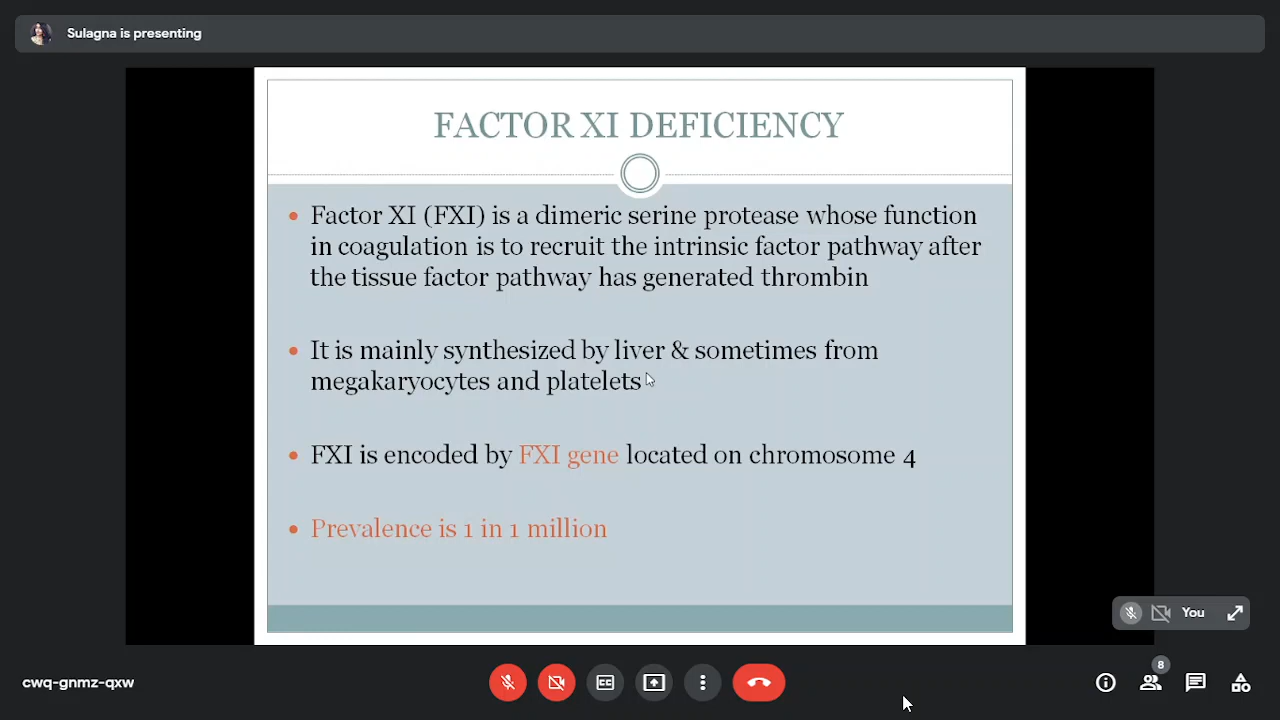 Sulagna is presenting
FACTOR XI DEFICIENCY
Factor XI (FXI) is a dimeric serine protease whose function
in coagulation is to recruit the intrinsic factor pathway after
the tissue factor pathway has generated thrombin
It is mainly synthesized by liver & sometimes from
megakaryocytes and platelets
FXI is encoded by FXI gene located on chromosome 4
Prevalence is 1 in 1 million
You
cwq-gnmz-qxw
CC
8